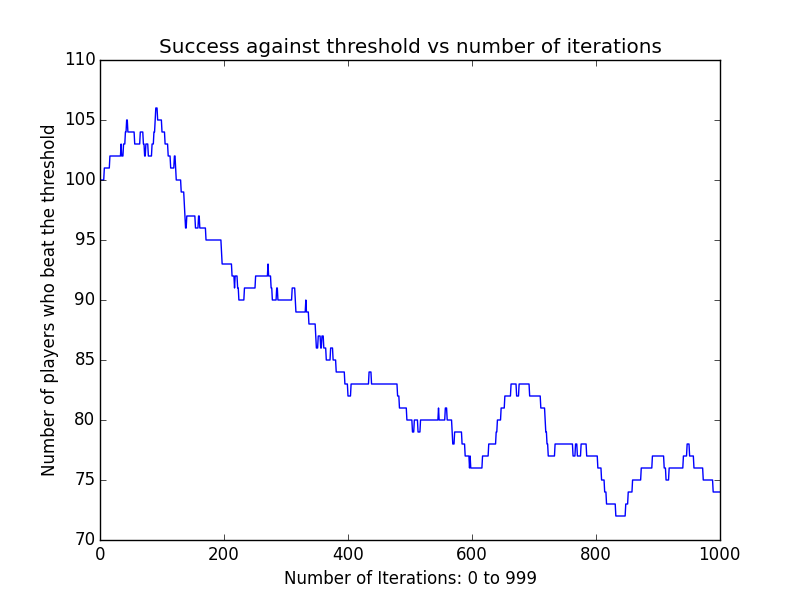 Success against threshold vs number of iterations
110
105
100
95
90
85
80
75
70
0 200 400 600 800 1000
Number of players who beat the threshold
Number of Iterations: 0 to 999